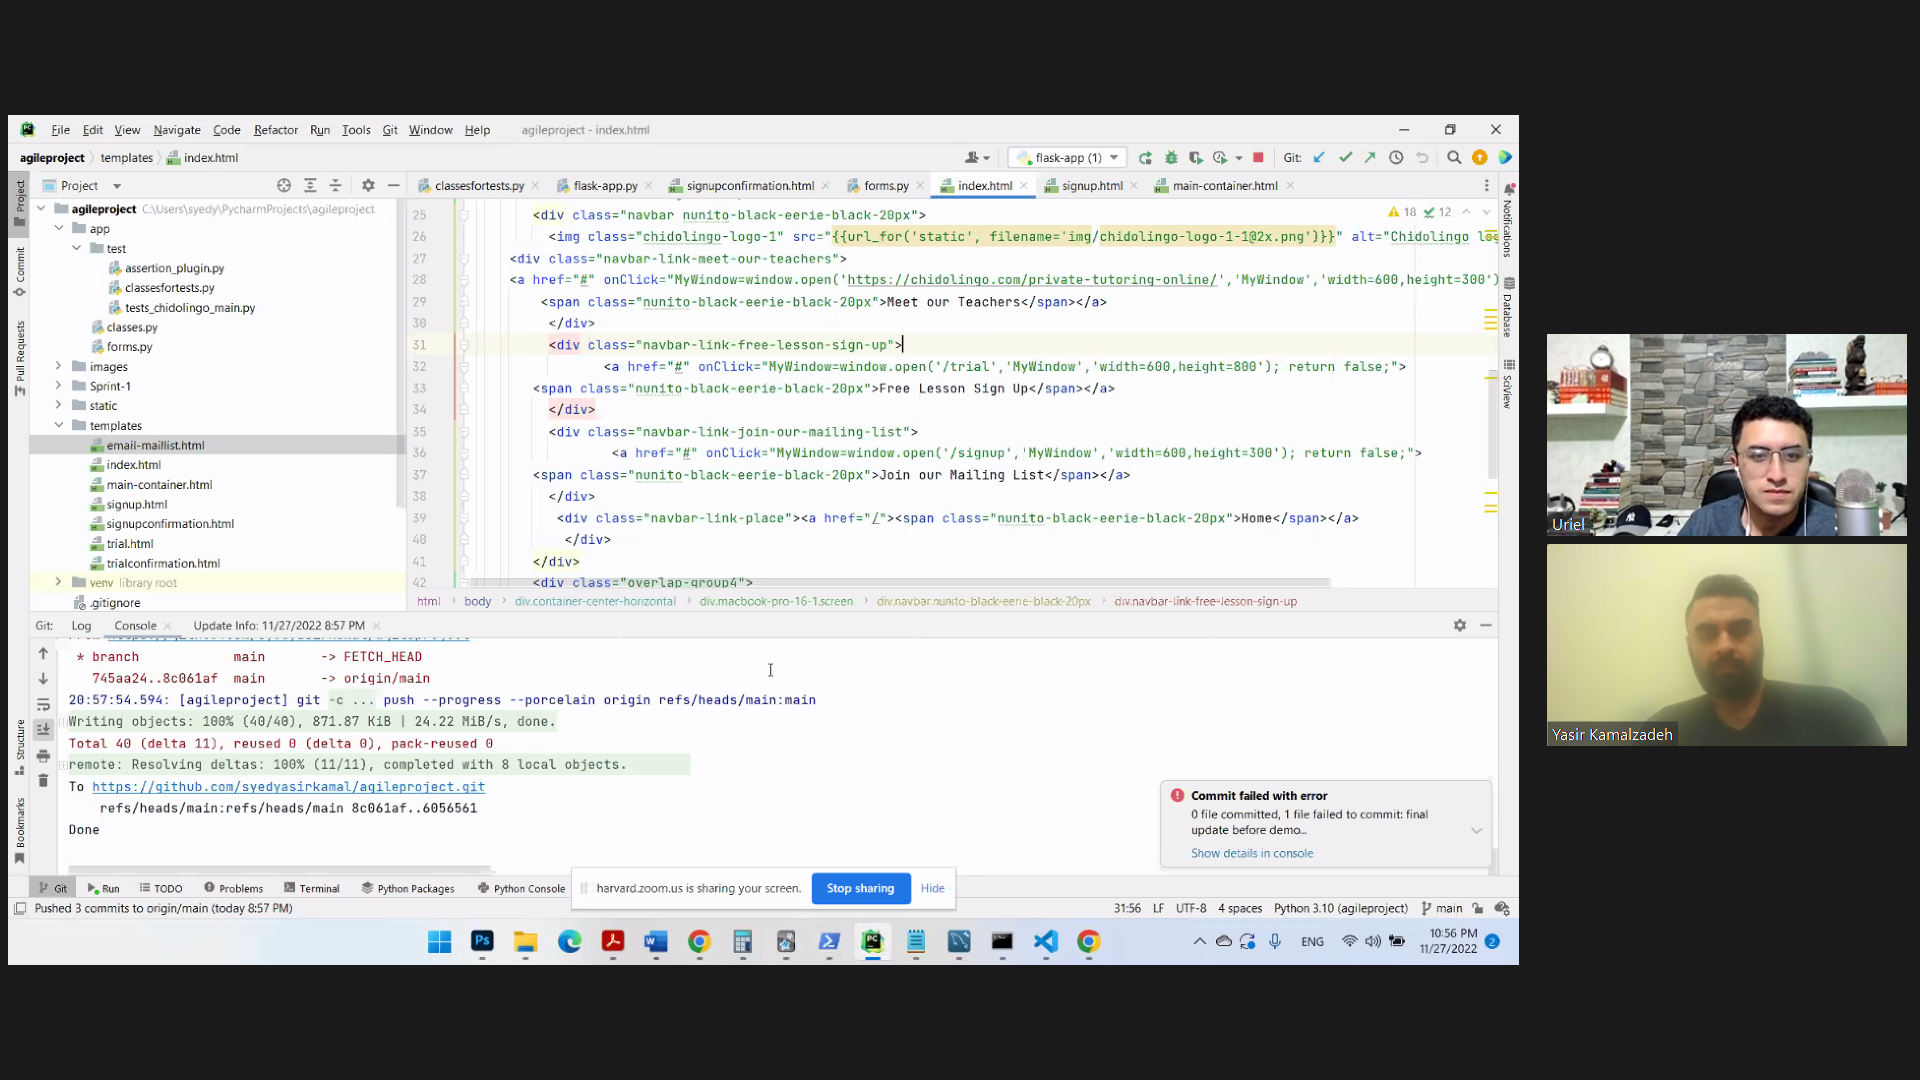 File Edit View Navigate Code Refactor Run Tools Git Window Help agileproject - index.html
agileproject templates index.html flask-app (1) Git:
Project classesfortests.py flask-app.py signupconfirmation.html forms.py index.html signup.html main-container.html
agileproject C:\Users\syedy\PycharmProjects\agileproject
app
test
assertion_plugin.py
classesfortests.py
tests_chidolingo_main.py
classes.py
forms.py
images
Sprint-1
static
templates
email-maillist.html
index.html
main-container.html
signup.html
signupconfirmation.html
trial.html
trialconfirmation.html
venv library root
.gitignore
Project
Commit
Pull Requests
Structure
Bookmarks
18 12
25 <div class="navbar nunito-black-eerie-black-20px">
26 <img class="chidolingo-logo-1" src="{{url_for('static', filename='img/chidolingo-logo-1-1@2x.png')}}" alt="Chidolingo
27 <div class="navbar-link-meet-our-teachers">
28 <a href="#" onClick="MyWindow=window.open('https://chidolingo.com/private-tutoring-online/','MyWindow','width=600,height=300')
29 <span class="nunito-black-eerie-black-20px">Meet our Teachers</span></a>
30 </div>
31 <div class="navbar-link-free-lesson-sign-up">
32 <a href="#" onClick="MyWindow=window.open('/trial','MyWindow','width=600,height=800'); return false;">
33 <span class="nunito-black-eerie-black-20px">Free Lesson Sign Up</span></a>
34 </div>
35 <div class="navbar-link-join-our-mailing-list">
36 <a href="#" onClick="MyWindow=window.open('/signup','MyWindow','width=600,height=300'); return false;">
37 <span class="nunito-black-eerie-black-20px">Join our Mailing List</span></a>
38 </div>
39 <div class="navbar-link-place"><a href="/"><span class="nunito-black-eerie-black-20px">Home</span></a>
40 </div>
41 </div>
42 <div class="overlap-group4">
html body div.container-center-horizontal div.macbook-pro-16-1.screen div.navbar.nunito-black-eerie-black-20px div.navbar-link-free-lesson-sign-up
Notifications
Database
SciView
Git: Log Console Update Info: 11/27/2022 8:57 PM
* branch main -> FETCH_HEAD
745aa24..8c061af main -> origin/main
20:57:54.594: [agileproject] git -c ... push --progress --porcelain origin refs/heads/main:main
Writing objects: 100% (40/40), 871.87 KiB | 24.22 MiB/s, done.
Total 40 (delta 11), reused 0 (delta 0), pack-reused 0
remote: Resolving deltas: 100% (11/11), completed with 8 local objects.
To https://github.com/syedyasirkamal/agileproject.git
refs/heads/main:refs/heads/main 8c061af..6056561
Done
Commit failed with error
0 file committed, 1 file failed to commit: final
update before demo...
Show details in console
Git Run TODO Problems Terminal Python Packages Python Console
harvard.zoom.us is sharing your screen. Stop sharing Hide
Pushed 3 commits to origin/main (today 8:57 PM) 31:56 LF UTF-8 4 spaces Python 3.10 (agileproject) main
Ps ENG 10:56 PM
11/27/2022 2
Uriel
Yasir Kamalzadeh